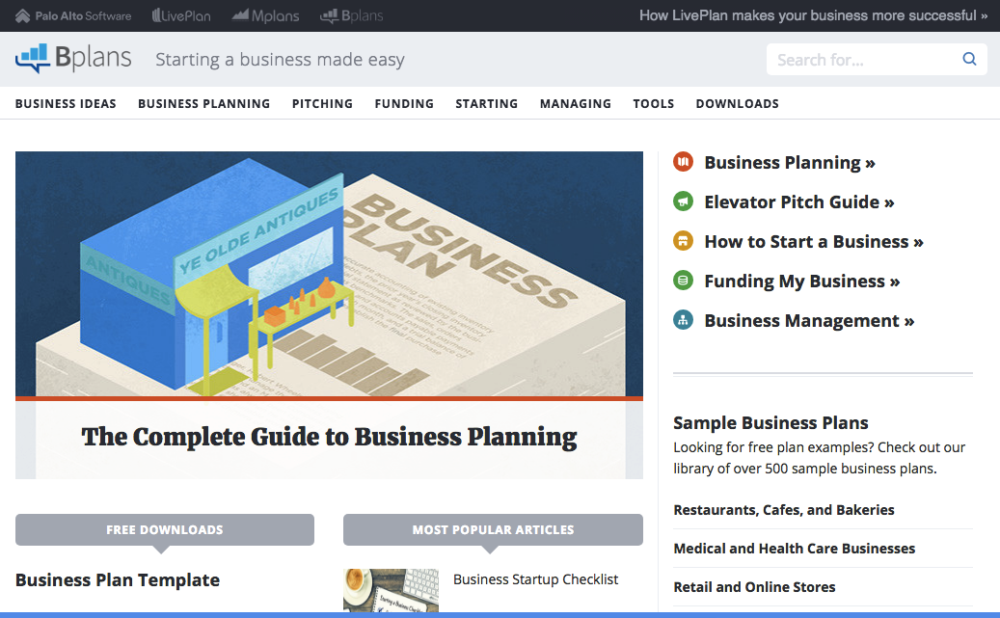 Palo Alto Software
LivePlan
Mplans
Bplans
How LivePlan makes your business more successful »
Bplans
Starting a business made easy
Search for...
BUSINESS IDEAS
BUSINESS PLANNING
PITCHING
FUNDING
STARTING
MANAGING
TOOLS
DOWNLOADS
ANTIQUES
YE OLDE ANTIQUES
BUSINESS
PLAN
The Complete Guide to Business Planning
FREE DOWNLOADS
Business Plan Template
MOST POPULAR ARTICLES
Business Startup Checklist
Business Planning »
Elevator Pitch Guide »
How to Start a Business »
Funding My Business »
Business Management »
Sample Business Plans
Looking for free plan examples? Check out our
library of over 500 sample business plans.
Restaurants, Cafes, and Bakeries
Medical and Health Care Businesses
Retail and Online Stores